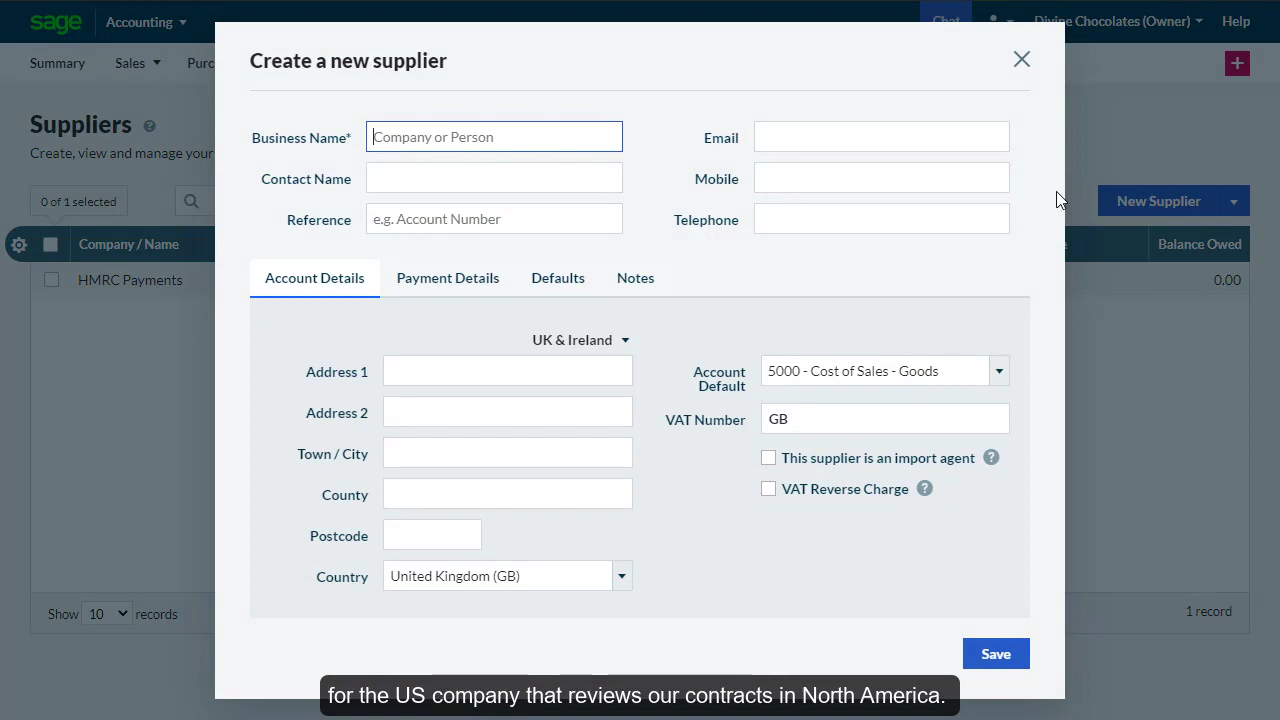 sage
Accounting
Chat
Divine Chocolates (Owner)
Help
Summary
Sales
Create a new supplier
Suppliers
Create, view and manage your
0 of 1 selected
Business Name*
Company or Person
Email
Contact Name
Mobile
Reference
e.g. Account Number
Telephone
New Supplier
Company / Name
Balance Owed
HMRC Payments
0.00
Account Details
Payment Details
Defaults
Notes
UK & Ireland
Address 1
Account Default
5000 - Cost of Sales - Goods
Address 2
VAT Number
GB
Town / City
This supplier is an import agent
County
VAT Reverse Charge
Postcode
Country
United Kingdom (GB)
Show 10 records
1 record
Save
for the US company that reviews our contracts in North America.